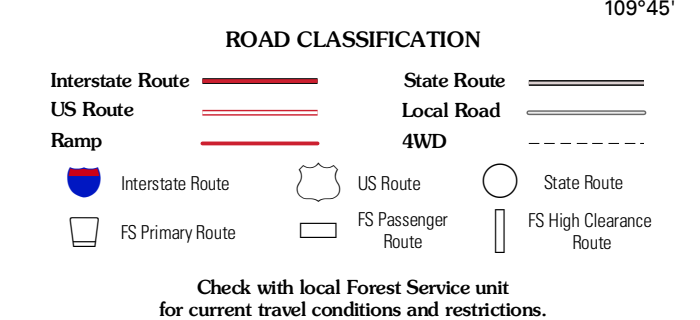 109°45'
ROAD CLASSIFICATION
Interstate Route
State Route
US Route
Local Road
Ramp
4WD
Interstate Route
US Route
State Route
FS Primary Route
FS Passenger
Route
FS High Clearance
Route
Check with local Forest Service unit
for current travel conditions and restrictions.